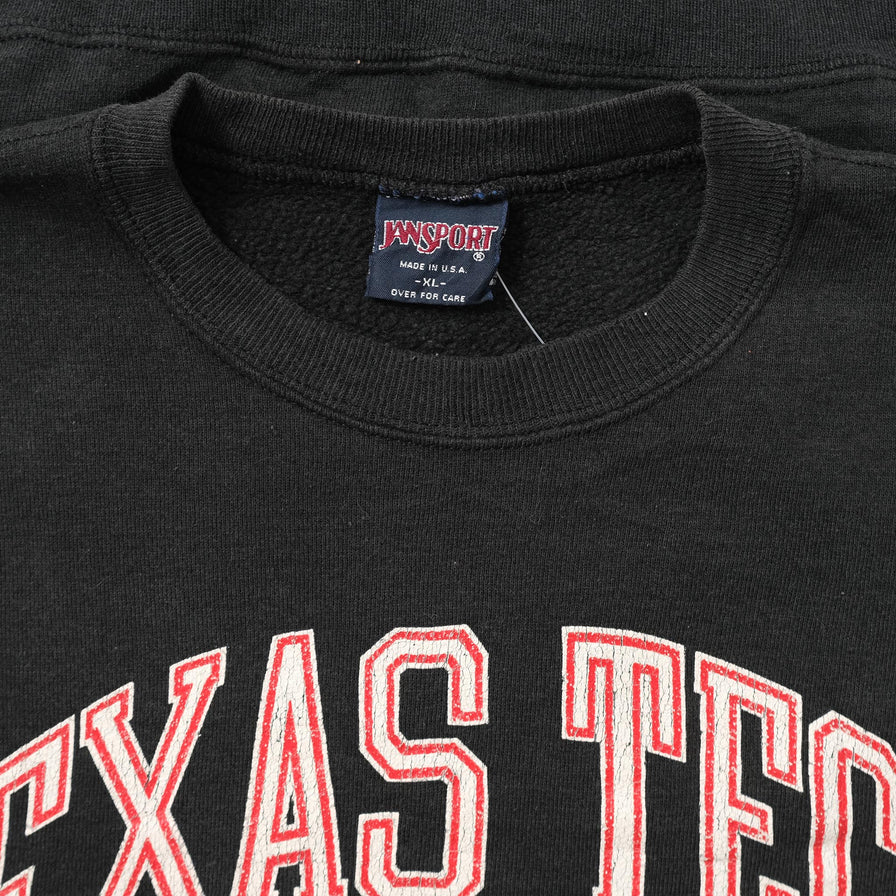 JANSPORT®
MADE IN U.S.A.
-XL-
OVER FOR CARE
EXAS TEC